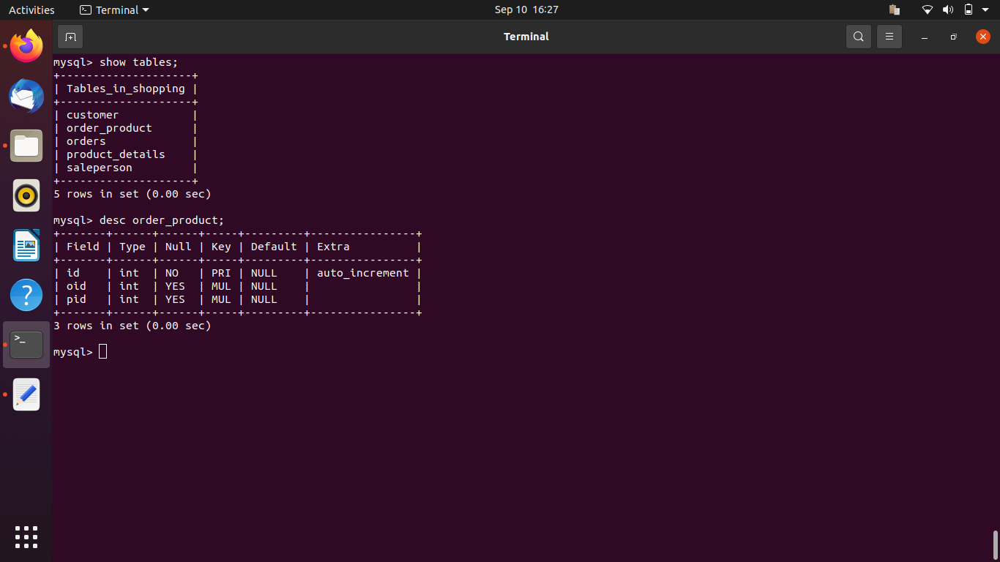 Activities Terminal Sep 10 16:27
Terminal
mysql> show tables;
+--------------------+
| Tables_in_shopping |
+--------------------+
| customer           |
| order_product      |
| orders             |
| product_details    |
| saleperson         |
+--------------------+
5 rows in set (0.00 sec)
mysql> desc order_product;
+-------+------+------+-----+---------+----------------+
| Field | Type | Null | Key | Default | Extra          |
+-------+------+------+-----+---------+----------------+
| id    | int  | NO   | PRI | NULL    | auto_increment |
| oid   | int  | YES  | MUL | NULL    |                |
| pid   | int  | YES  | MUL | NULL    |                |
+-------+------+------+-----+---------+----------------+
3 rows in set (0.00 sec)
mysql>